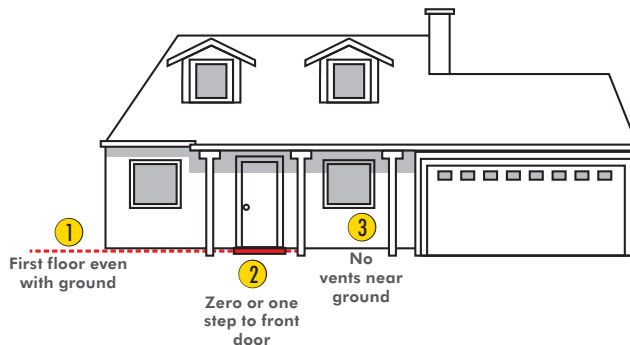 1
First floor even
with ground
2
Zero or one
step to front
door
3
No
vents near
ground